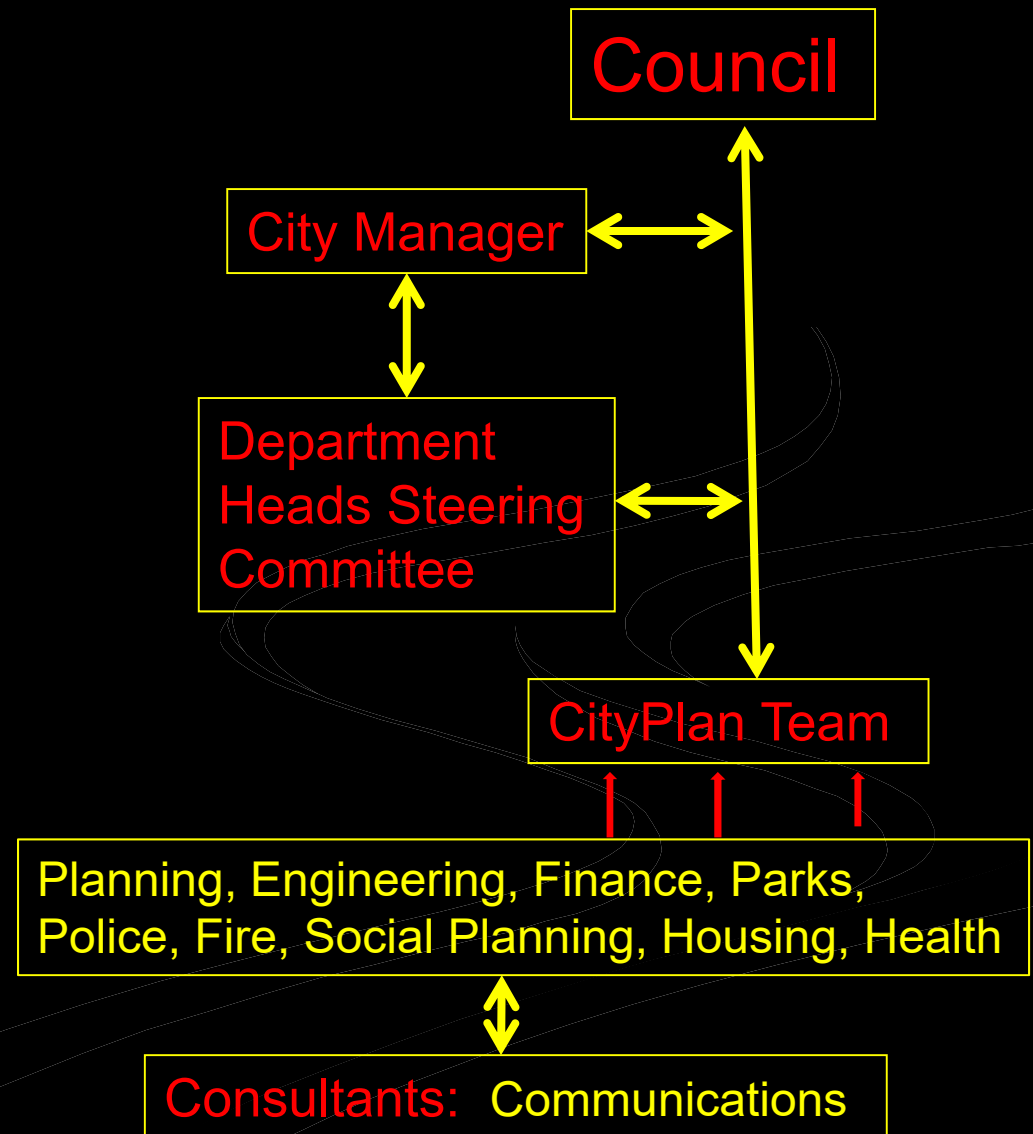 Council
City Manager
Department
Heads Steering
Committee
CityPlan Team
Planning, Engineering, Finance, Parks,
Police, Fire, Social Planning, Housing, Health
Consultants: Communications